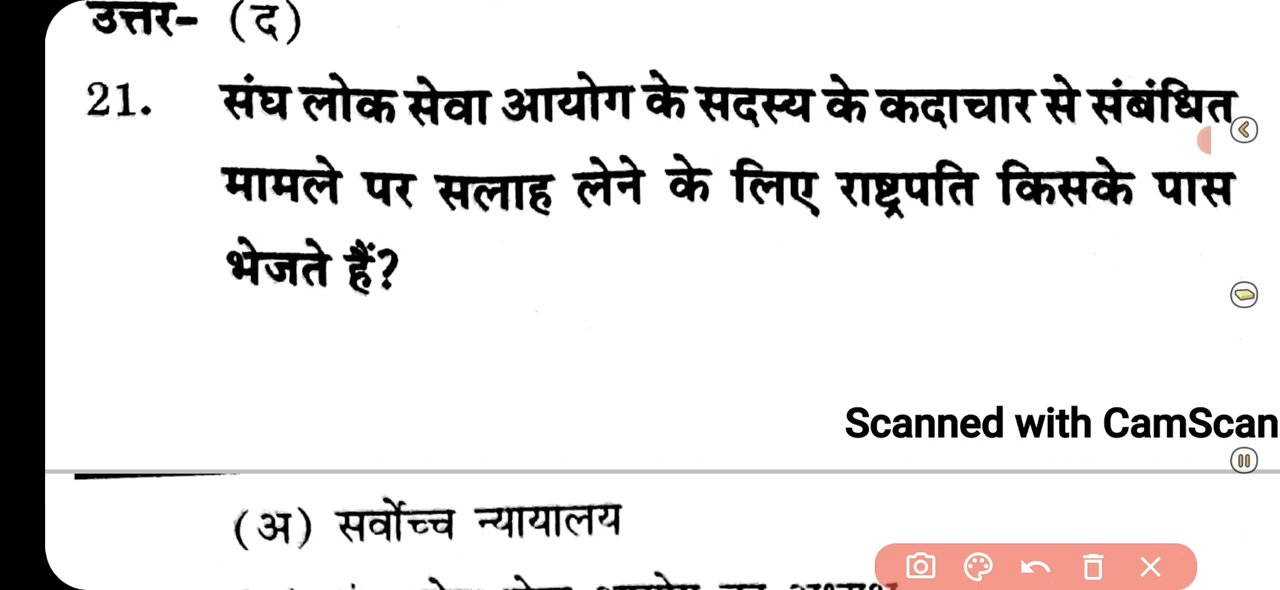 उत्तर- (द)
21. संघ लोक सेवा आयोग के सदस्य के कदाचार से संबंधित
मामले पर सलाह लेने के लिए राष्ट्रपति किसके पास
भेजते हैं?
Scanned with CamScan
(अ) सर्वोच्च न्यायालय